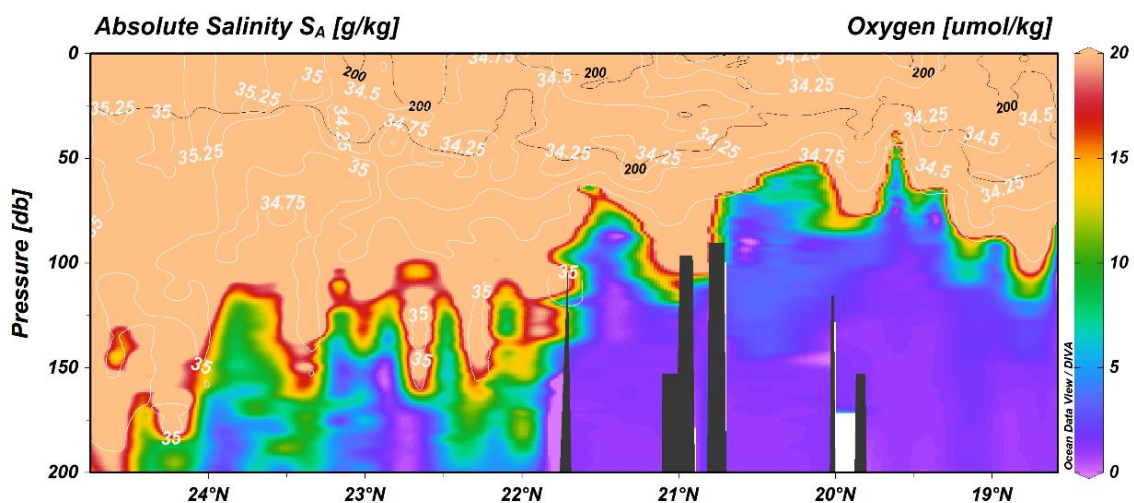 Absolute Salinity SA [g/kg] Oxygen [umol/kg]
0
50
100
150
200
Pressure [db]
35.25 35 200 34.75 200 34.25 200
35.25 34.5 34.5
35.25 35 200 34.25 34.5
34.25 34.75 34.25
35.25 35 34.25 34.25 200 34.25 34.75 34.5 34.25
34.75
35
35
35
35
35
35
24°N 23°N 22°N 21°N 20°N 19°N
20
15
10
5
0
Ocean Data View / DIVA